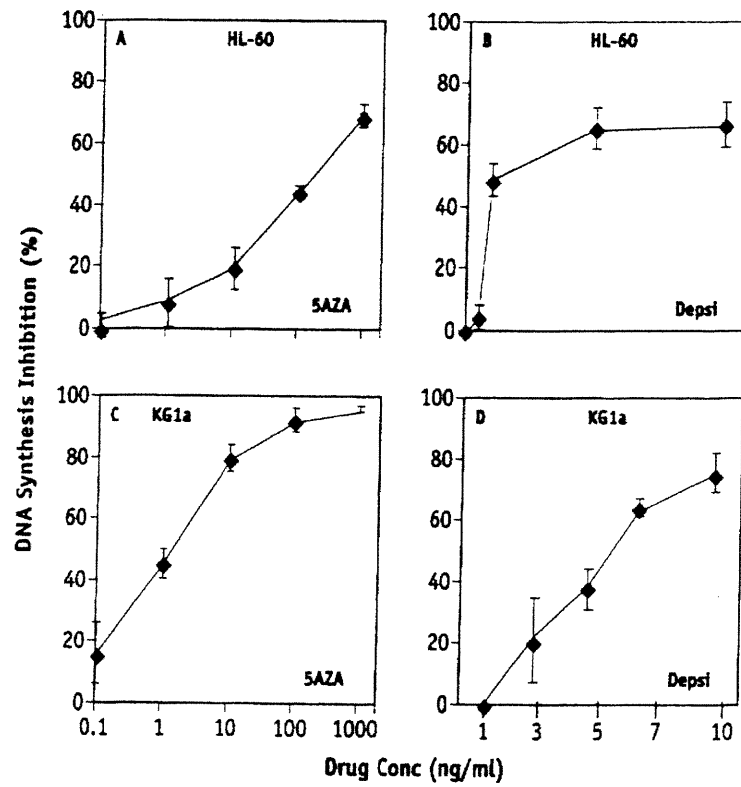 DNA Synthesis Inhibition (%)
A HL-60
100
80
60
40
20
0
5AZA
B HL-60
100
80
60
40
20
0
Depsi
C KG1a
100
80
60
40
20
0
5AZA
0.1 1 10 100 1000
D KG1a
100
80
60
40
20
0
Depsi
1 3 5 7 10
Drug Conc (ng/ml)